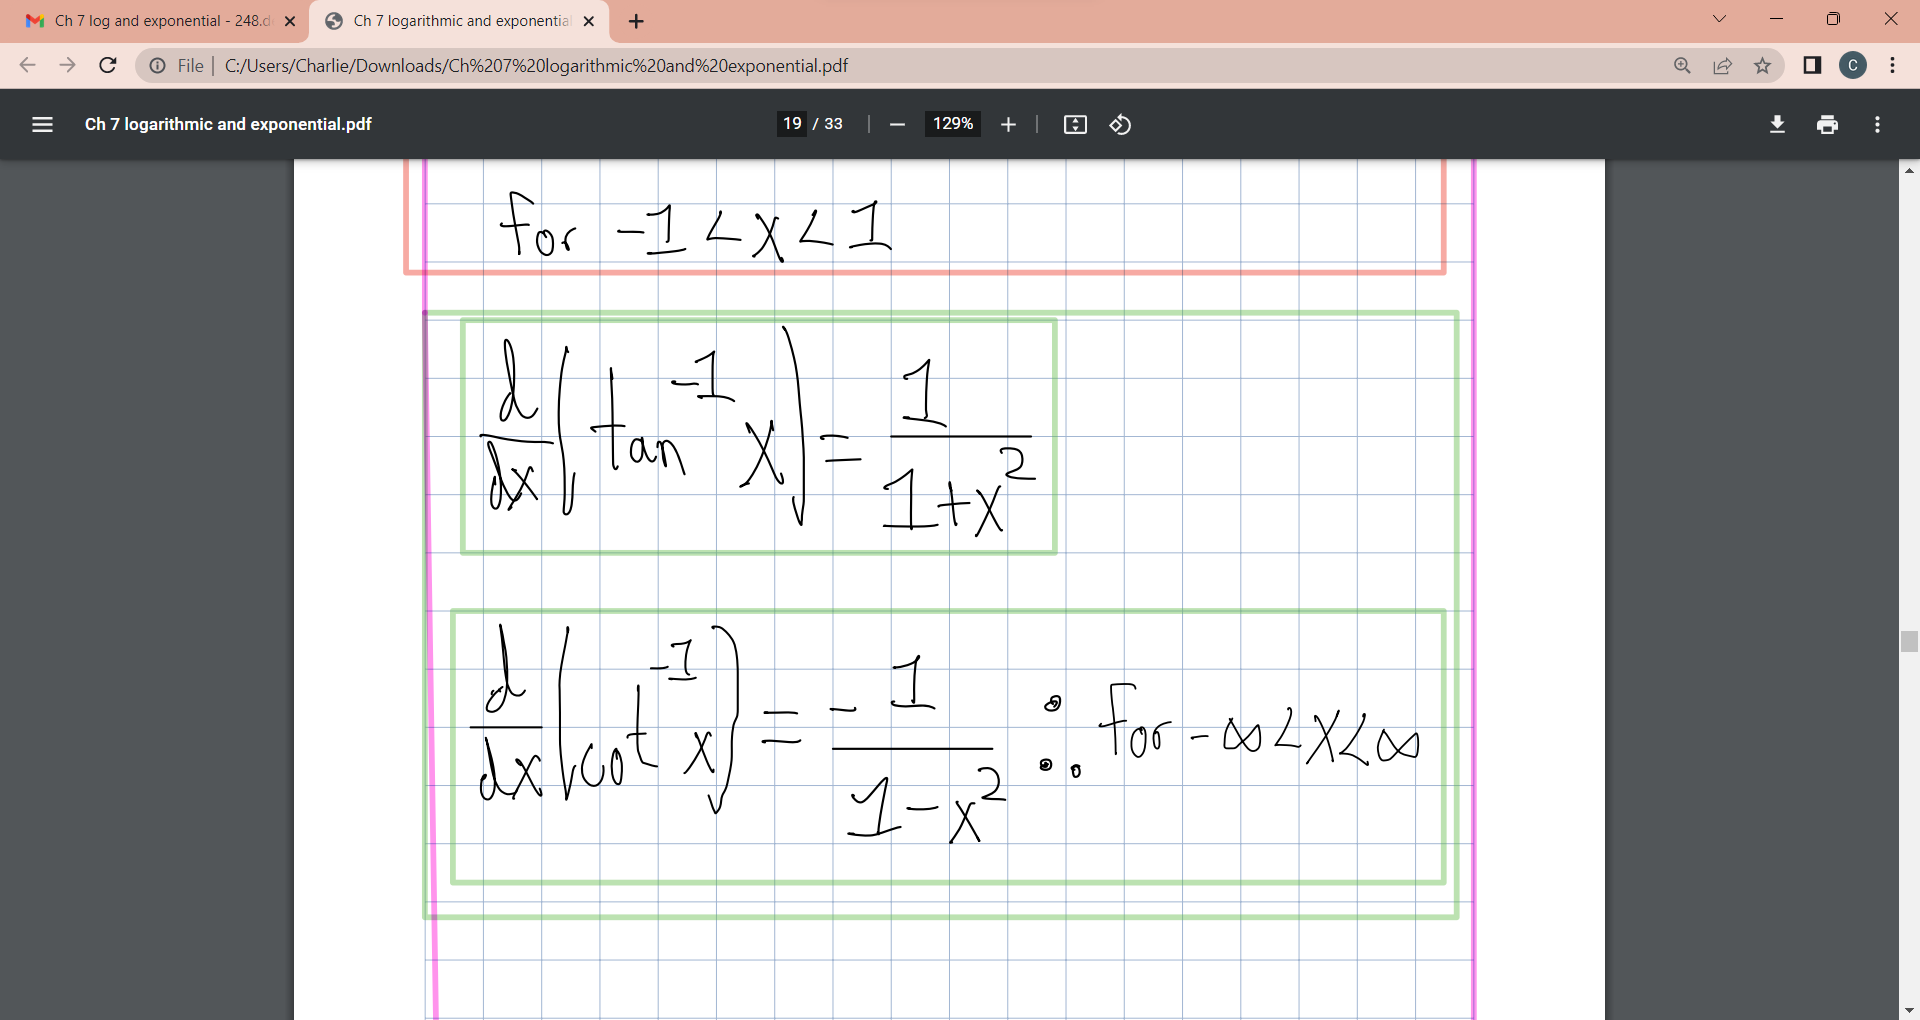 Ch 7 log and exponential - 248.d
Ch 7 logarithmic and exponential
File | C:/Users/Charlie/Downloads/Ch%207%20logarithmic%20and%20exponential.pdf
C
Ch 7 logarithmic and exponential.pdf
19 / 33
129%
For -1 < x < 1
d/dx (tan⁻¹ x) = 1/(1+x²)
d/dx (cot⁻¹ x) = - 1/(1-x²) : . For -∞ < x < ∞